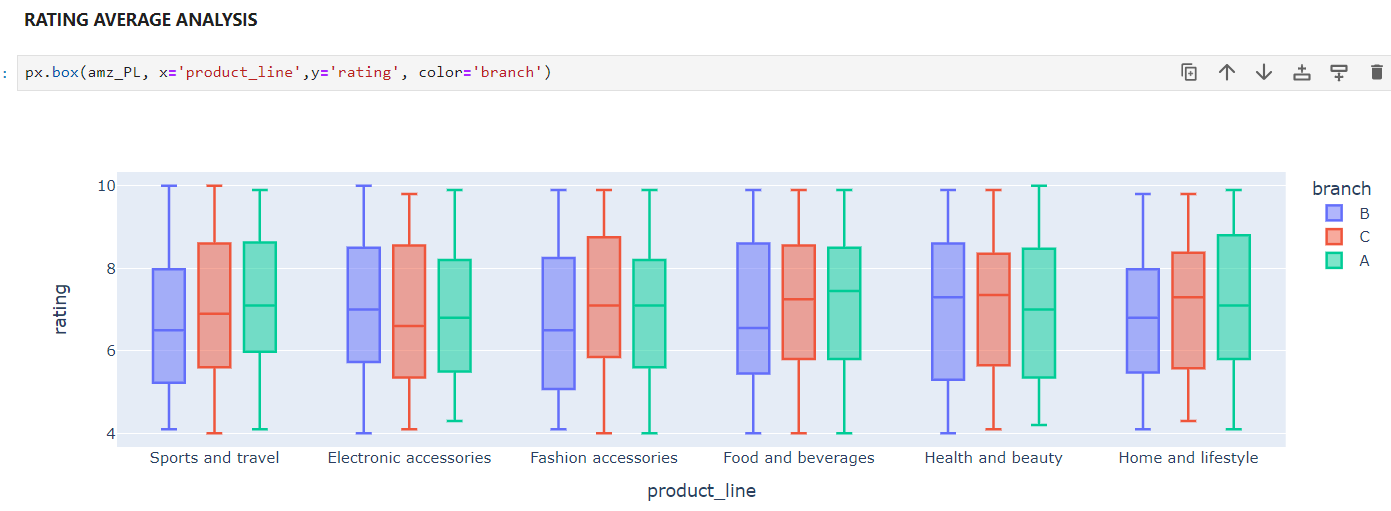 RATING AVERAGE ANALYSIS
:
px.box(amz_PL, x='product_line',y='rating', color='branch')
10
8
6
4
rating
Sports and travel Electronic accessories Fashion accessories Food and beverages Health and beauty Home and lifestyle
product_line
branch
B
C
A